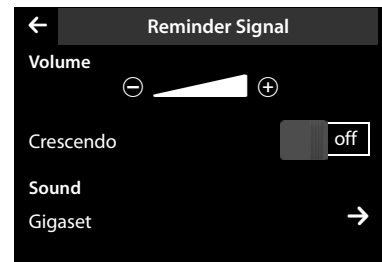 Reminder Signal
Volume
Crescendo off
Sound
Gigaset